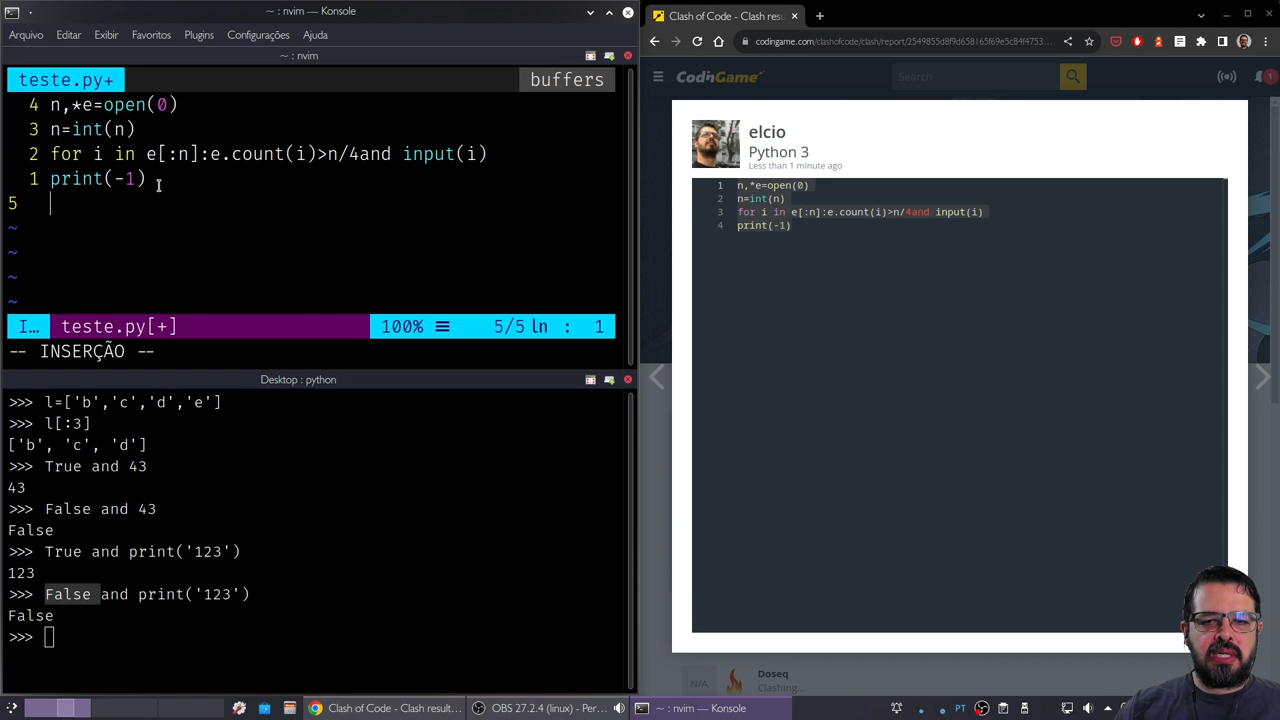 ~ : nvim — Konsole
Arquivo Editar Exibir Favoritos Plugins Configurações Ajuda
~ : nvim
teste.py+ buffers
4 n,*e=open(0)
3 n=int(n)
2 for i in e[:n]:e.count(i)>n/4and input(i)
1 print(-1)
5
~
~
~
~
I… teste.py[+] 100% ☰ 5/5 ln : 1
-- INSERÇÃO --
Desktop : python
>>> l=['b','c','d','e']
>>> l[:3]
['b', 'c', 'd']
>>> True and 43
43
>>> False and 43
False
>>> True and print('123')
123
>>> False and print('123')
False
>>>
Clash of Code - Clash resu
codingame.com/clashofcode/clash/report/2549855d8f9d658165f69e5c84f4753...
CodinGame
Search
1
elcio
Python 3
Less than 1 minute ago
1 n,*e=open(0)
2 n=int(n)
3 for i in e[:n]:e.count(i)>n/4and input(i)
4 print(-1)
N/A
Doseq
Clashing...
Clash of Code - Clash result...
OBS 27.2.4 (linux) - Per...
~ : nvim — Konsole
PT